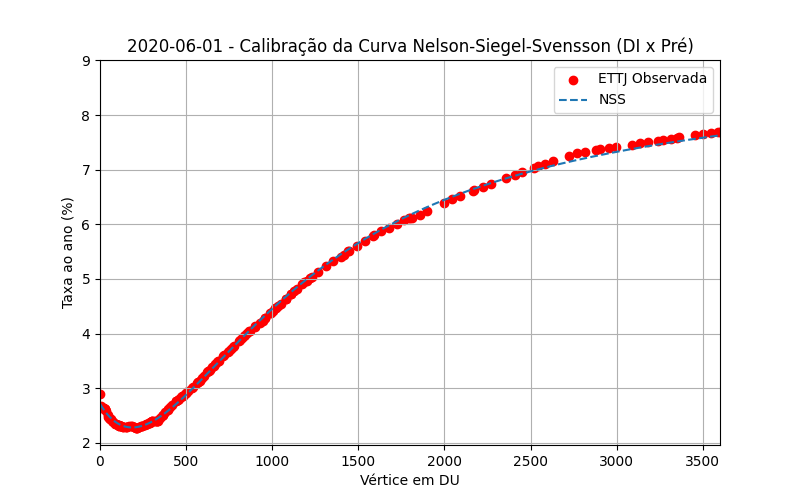 2020-06-01 - Calibração da Curva Nelson-Siegel-Svensson (DI x Pré)
ETTJ Observada
NSS
Taxa ao ano (%)
9
8
7
6
5
4
3
2
0 500 1000 1500 2000 2500 3000 3500
Vértice em DU